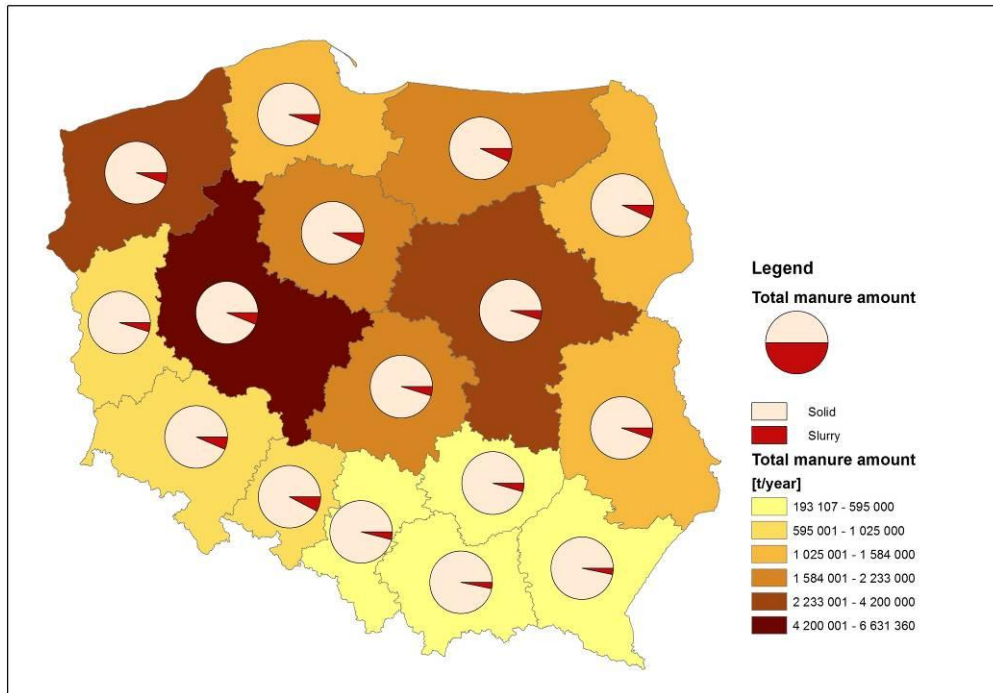 Legend
Total manure amount
Solid
Slurry
Total manure amount
[t/year]
193 107 - 595 000
595 001 - 1 025 000
1 025 001 - 1 584 000
1 584 001 - 2 233 000
2 233 001 - 4 200 000
4 200 001 - 6 631 360